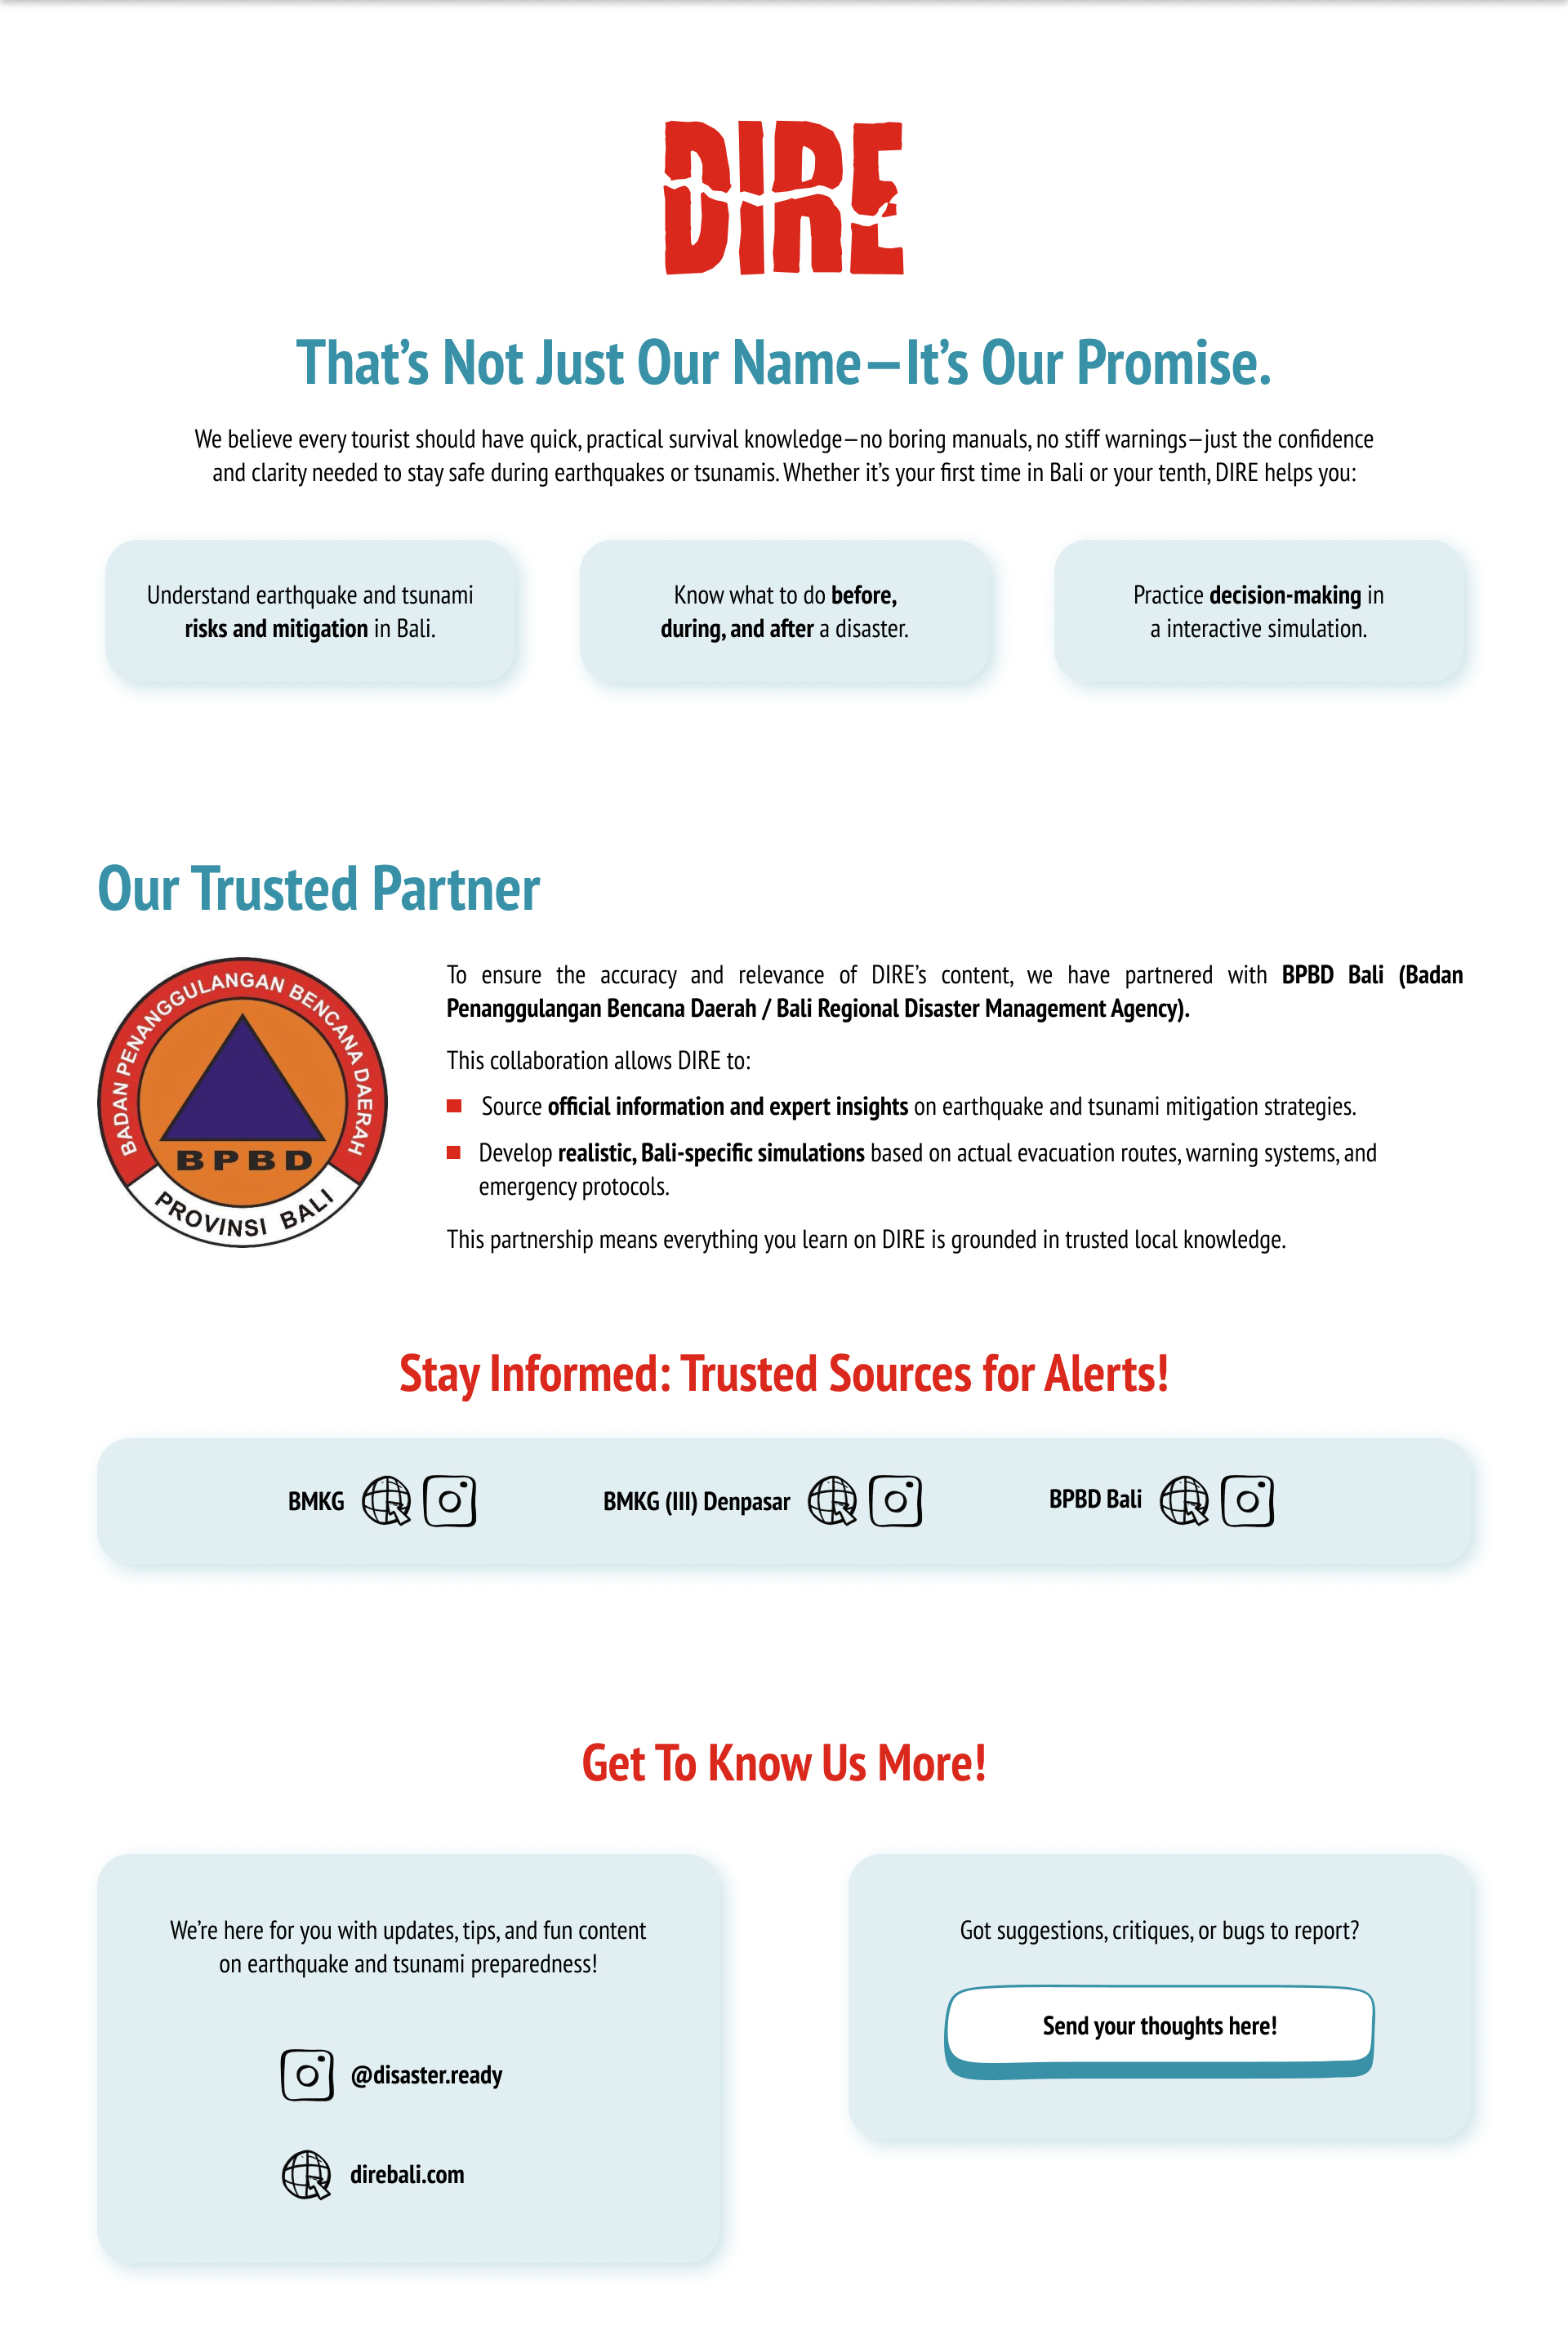 DIRE
That’s Not Just Our Name—It’s Our Promise.
We believe every tourist should have quick, practical survival knowledge—no boring manuals, no stiff warnings—just the confidence
and clarity needed to stay safe during earthquakes or tsunamis. Whether it’s your first time in Bali or your tenth, DIRE helps you:
Understand earthquake and tsunami
risks and mitigation in Bali.
Know what to do before,
during, and after a disaster.
Practice decision-making in
a interactive simulation.
Our Trusted Partner
BADAN PENANGGULANGAN BENCANA DAERAH
BPBD
PROVINSI BALI
To ensure the accuracy and relevance of DIRE’s content, we have partnered with BPBD Bali (Badan
Penanggulangan Bencana Daerah / Bali Regional Disaster Management Agency).
This collaboration allows DIRE to:
Source official information and expert insights on earthquake and tsunami mitigation strategies.
Develop realistic, Bali-specific simulations based on actual evacuation routes, warning systems, and
emergency protocols.
This partnership means everything you learn on DIRE is grounded in trusted local knowledge.
Stay Informed: Trusted Sources for Alerts!
BMKG
BMKG (III) Denpasar
BPBD Bali
Get To Know Us More!
We’re here for you with updates, tips, and fun content
on earthquake and tsunami preparedness!
@disaster.ready
direbali.com
Got suggestions, critiques, or bugs to report?
Send your thoughts here!